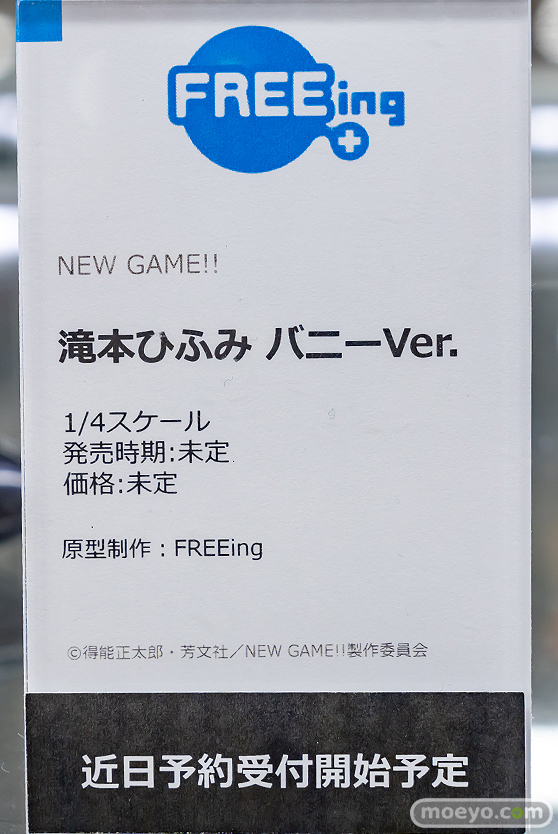 FREEing
NEW GAME!!
滝本ひふみ バニーVer.
1/4スケール
発売時期:未定
価格:未定
原型制作：FREEing
©得能正太郎・芳文社／NEW GAME!!製作委員会
近日予約受付開始予定
moeyo.com